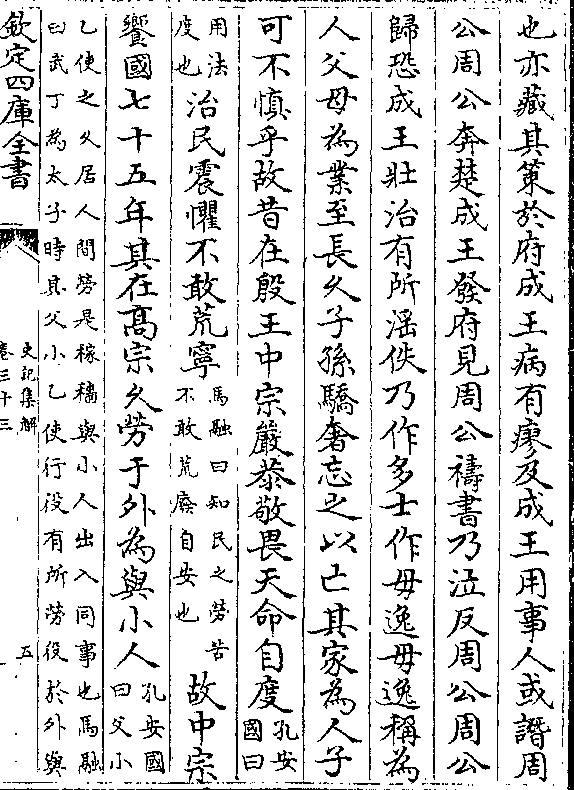 也亦藏其策於府成王病有瘳及成王用事人或譖周
公周公奔楚成王發府見周公禱書乃泣反周公周公
歸恐成王壯治有所淫佚乃作多士作毋逸毋逸稱為
人父母為業至長久子孫驕奢忘之以亡其家為人子
可不慎乎故昔在殷王中宗嚴恭敬畏天命自度
孔安
國曰
用法
度也
治民震懼不敢荒寧
馬融曰知民之勞苦
不敢荒廢自安也
故中宗
饗國七十五年其在髙宗久勞于外為與小人
孔安國
曰父小
乙使之久居人間勞是稼穡與小人出入同事也馬融
曰武丁為太子時其父小乙使行役有所勞役於外與
欽定四庫全書
史記集解
卷三十三
五